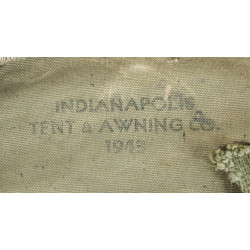 INDIANAPOLIS
TENT & AWNING CO.
1942